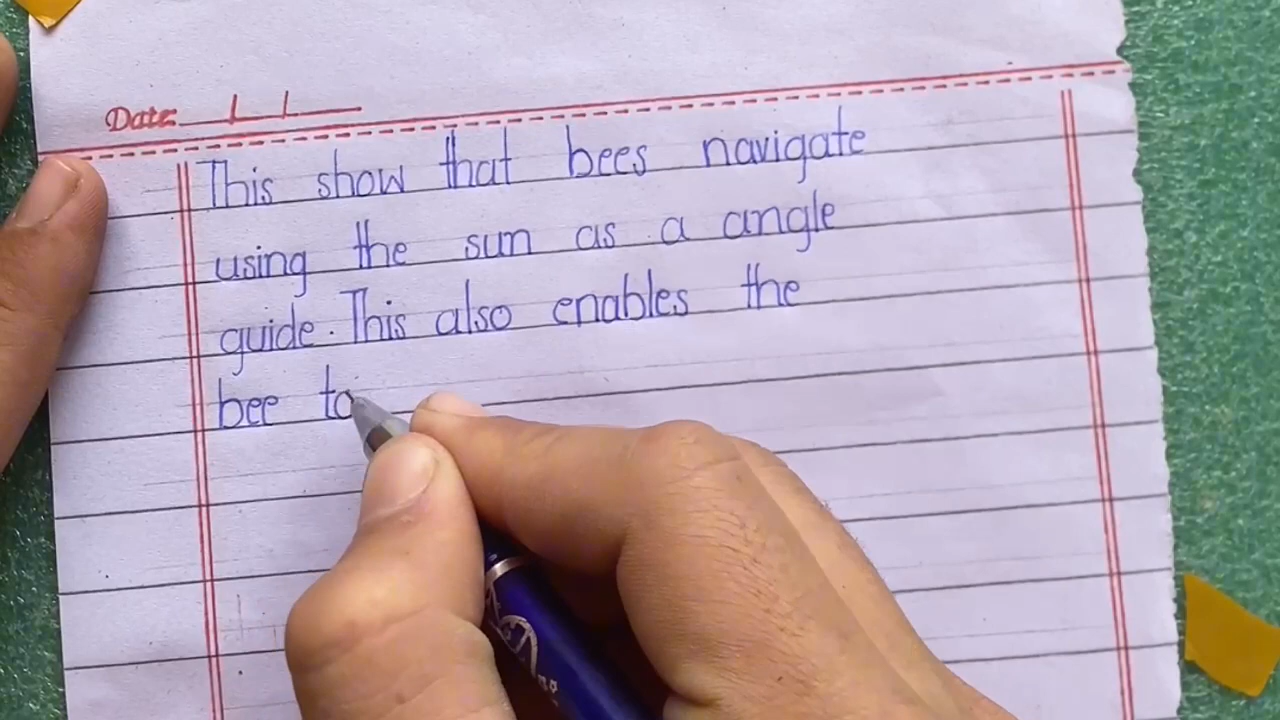 Date: / /
This show that bees navigate
using the sun as a angle
guide. This also enables the
bee to